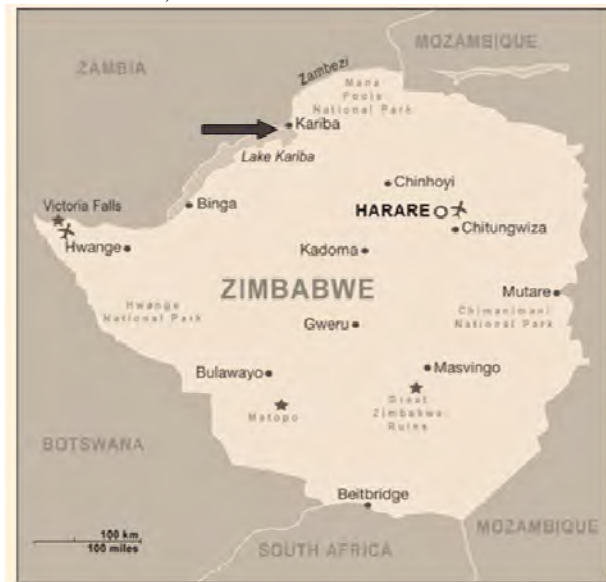 MOZAMBIQUE
ZAMBIA
Zambezi
Mana
Pools
National Park
Kariba
Lake Kariba
Chinhoyi
Victoria Falls
Binga
HARARE
Chitungwiza
Hwange
Kadoma
ZIMBABWE
Mutare
Hwange
National Park
Chimanimani
National Park
Gweru
Bulawayo
Masvingo
Matopo
Great
Zimbabwe
Ruins
BOTSWANA
Beitbridge
100 km
100 miles
MOZAMBIQUE
SOUTH AFRICA